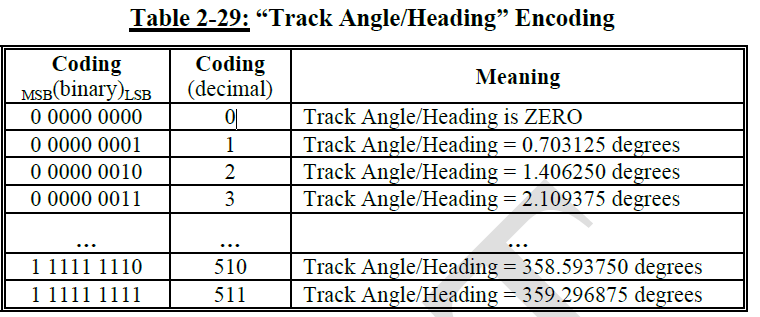 Table 2-29: “Track Angle/Heading” Encoding
Coding Coding Meaning
MSB(binary)LSB (decimal)
0 0000 0000 0 Track Angle/Heading is ZERO
0 0000 0001 1 Track Angle/Heading = 0.703125 degrees
0 0000 0010 2 Track Angle/Heading = 1.406250 degrees
0 0000 0011 3 Track Angle/Heading = 2.109375 degrees
... ... ...
1 1111 1110 510 Track Angle/Heading = 358.593750 degrees
1 1111 1111 511 Track Angle/Heading = 359.296875 degrees